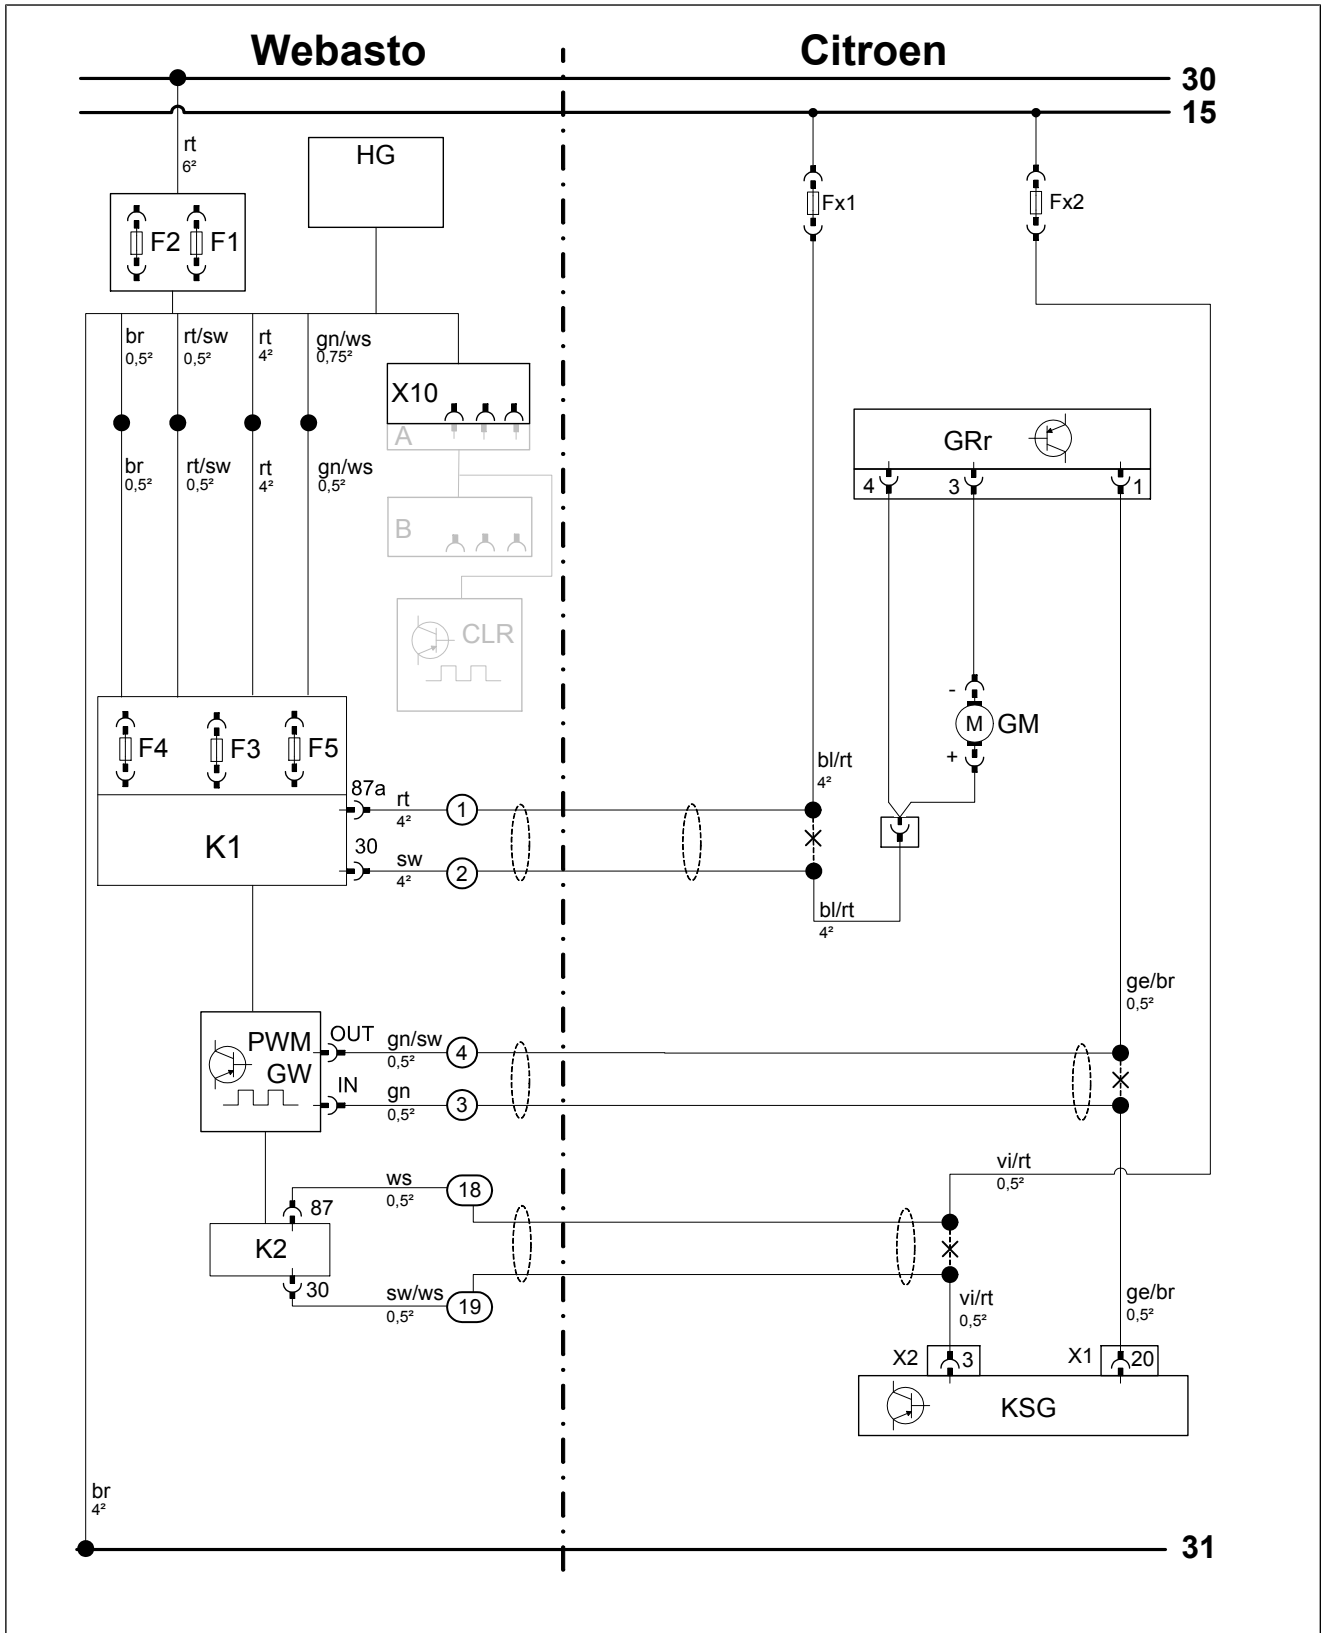 Webasto
Citroen
30
15
rt
6²
HG
F2
F1
Fx1
Fx2
br
0,5²
rt/sw
0,5²
rt
4²
gn/ws
0,75²
X10
A
GRr
4
3
1
br
0,5²
rt/sw
0,5²
rt
4²
gn/ws
0,5²
B
CLR
-
M
GM
+
F4
F3
F5
bl/rt
4²
87a
rt
4²
1
K1
30
sw
4²
2
bl/rt
4²
ge/br
0,5²
PWM
GW
OUT
gn/sw
0,5²
4
IN
gn
0,5²
3
ws
0,5²
18
vi/rt
0,5²
87
K2
30
sw/ws
0,5²
19
vi/rt
0,5²
ge/br
0,5²
X2
3
X1
20
KSG
br
4²
31